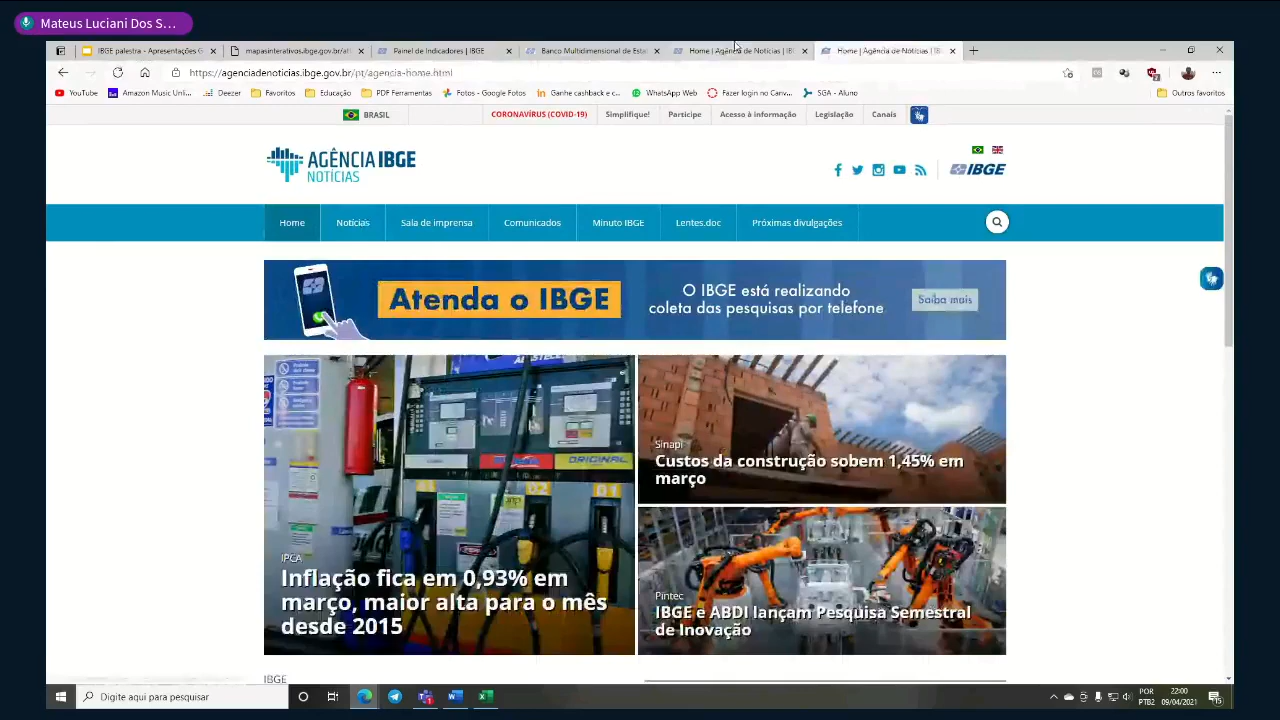 Mateus Luciani Dos S...
IBGE palestra - Apresentações G
mapasinterativos.ibge.gov.br/at
Painel de Indicadores | IBGE
Banco Multidimensional de Esta
Home | Agência de Notícias | IB
Home | Agência de Notícias | IB
https://agenciadenoticias.ibge.gov.br/pt/agencia-home.html
YouTube
Amazon Music Unli...
Deezer
Favoritos
Educação
PDF Ferramentas
Fotos - Google Fotos
Ganhe cashback e c...
WhatsApp Web
Fazer login no Canv...
SGA - Aluno
Outros favoritos
BRASIL
CORONAVÍRUS (COVID-19)
Simplifique!
Participe
Acesso à informação
Legislação
Canais
AGÊNCIA IBGE
NOTÍCIAS
IBGE
Home
Notícias
Sala de imprensa
Comunicados
Minuto IBGE
Lentes.doc
Próximas divulgações
Atenda o IBGE
O IBGE está realizando
coleta das pesquisas por telefone
Saiba mais
ORIGINAL
IPCA
Inflação fica em 0,93% em
março, maior alta para o mês
desde 2015
Sinapi
Custos da construção sobem 1,45% em
março
Pintec
IBGE e ABDI lançam Pesquisa Semestral
de Inovação
IBGE
Digite aqui para pesquisar
POR
PTB2
22:00
09/04/2021
15